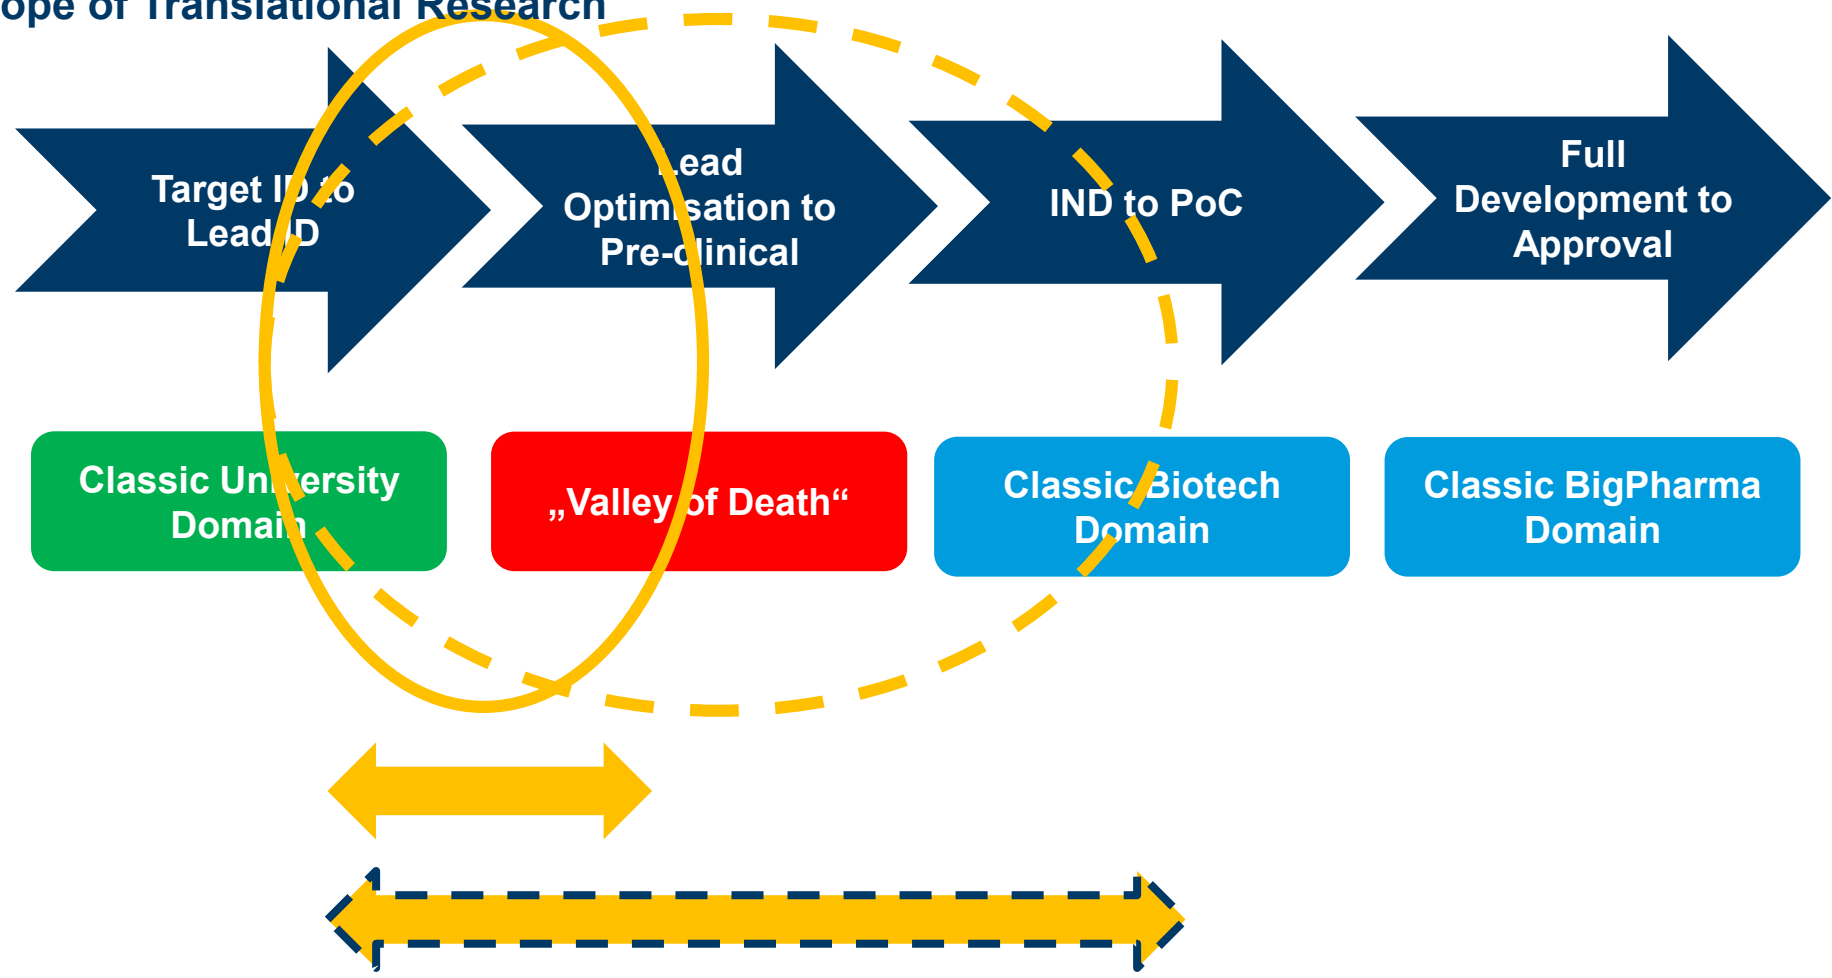 ope of Translational Research
Target ID to
Lead ID
Lead
Optimisation to
Pre-clinical
IND to PoC
Full
Development to
Approval
Classic University
Domain
„Valley of Death“
Classic Biotech
Domain
Classic BigPharma
Domain